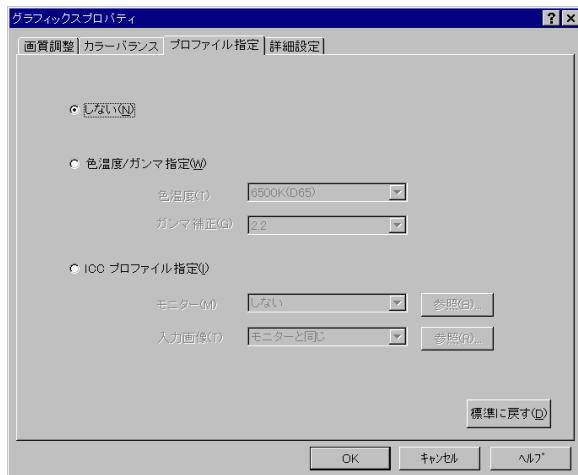 グラフィックスプロパティ
画質調整 カラーバランス プロファイル指定 詳細設定
しない(N)
色温度/ガンマ指定(W)
色温度(T) 6500K(D65)
ガンマ補正(G) 2.2
ICC プロファイル指定(I)
モニター(M) しない 参照(B)...
入力画像(T) モニターと同じ 参照(R)...
標準に戻す(D)
OK キャンセル ヘルプ